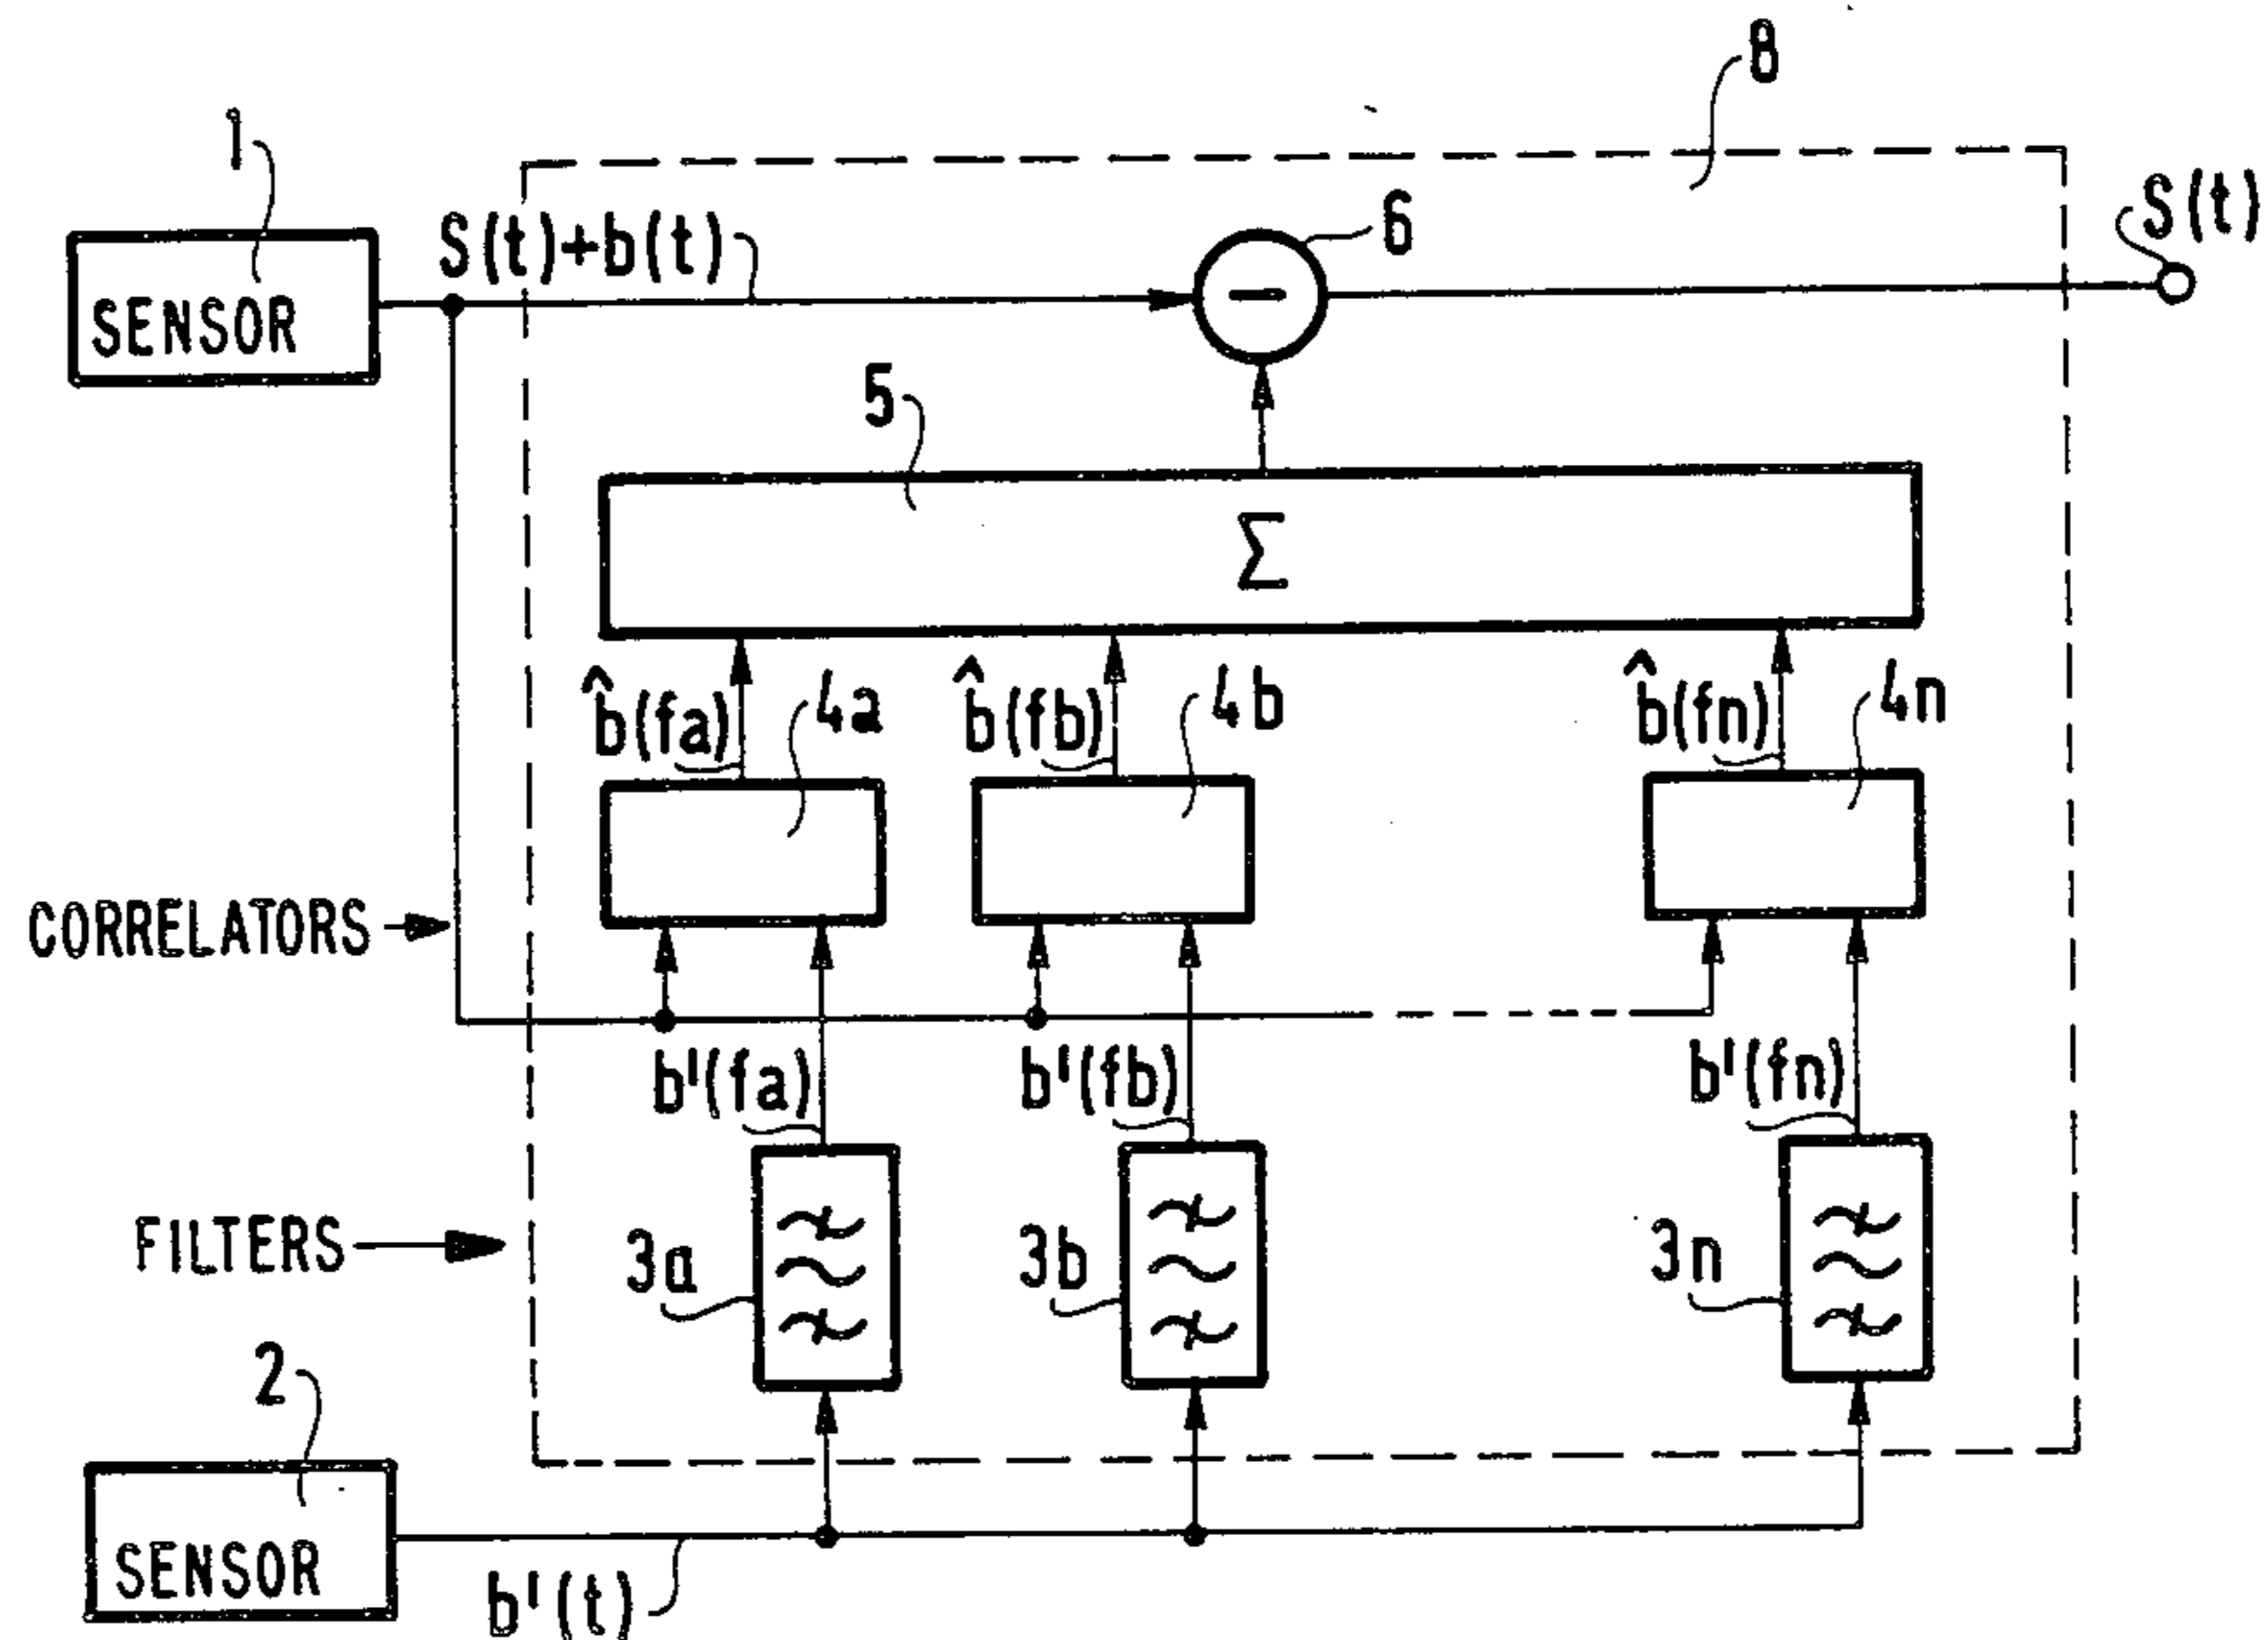 8
1
S(t)+b(t)
6
S(t)
SENSOR
−
5
Σ
b̂(fa)
4a
b̂(fb)
4b
b̂(fn)
4n
CORRELATORS
b'(fa)
b'(fb)
b'(fn)
FILTERS
3a
3b
3n
2
SENSOR
b'(t)